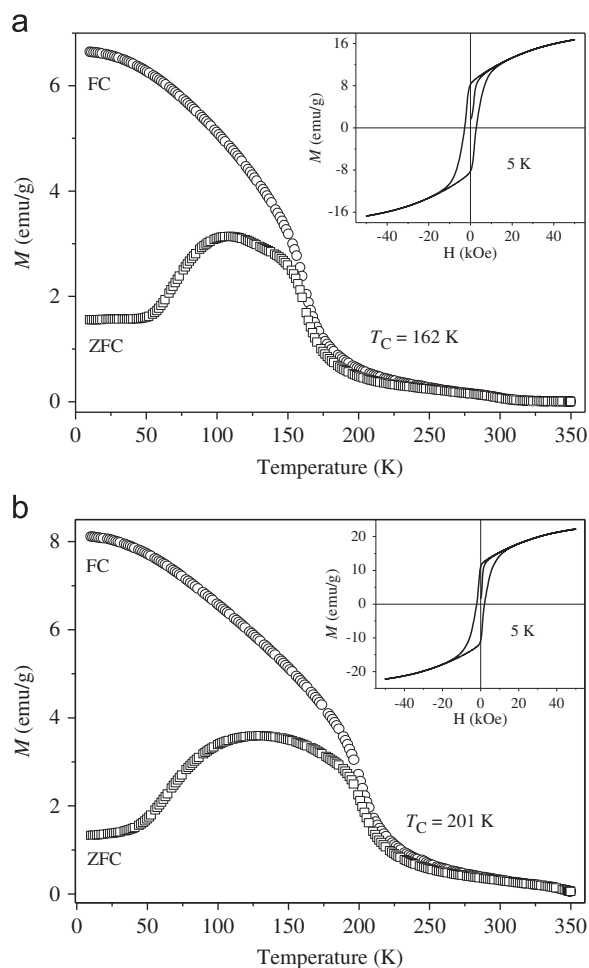 a
FC
ZFC
T_C = 162 K
M (emu/g)
6
4
2
0
0 50 100 150 200 250 300 350
Temperature (K)
M (emu/g)
16
8
0
-8
-16
5 K
-40 -20 0 20 40
H (kOe)
b
FC
ZFC
T_C = 201 K
M (emu/g)
8
6
4
2
0
0 50 100 150 200 250 300 350
Temperature (K)
M (emu/g)
20
10
0
-10
-20
5 K
-40 -20 0 20 40
H (kOe)